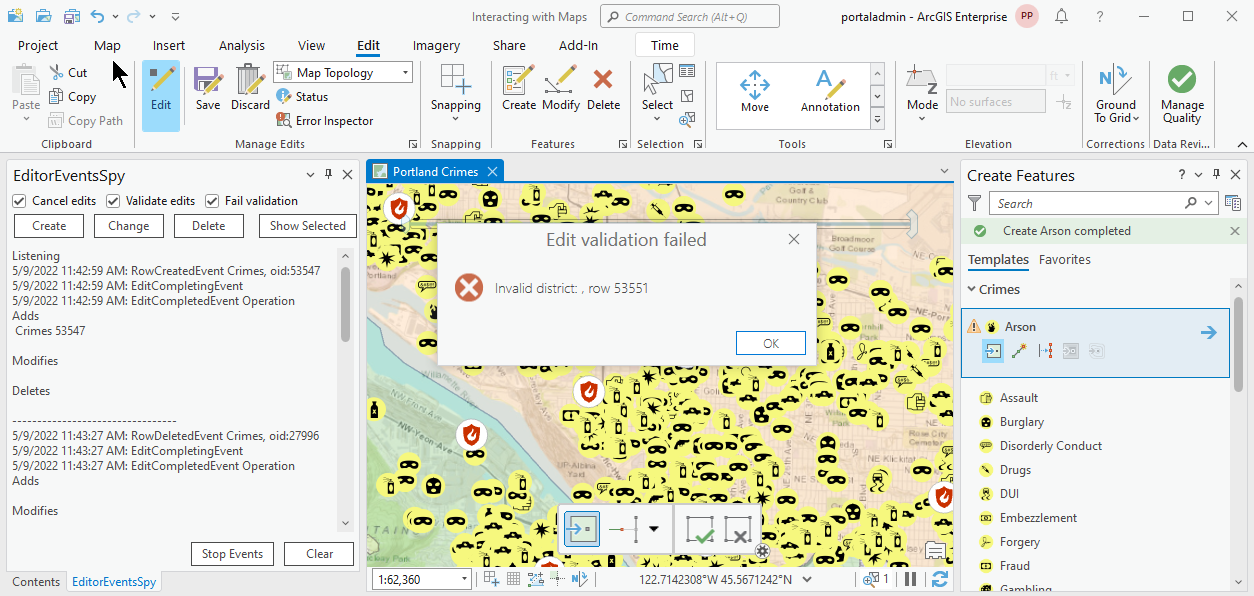 Interacting with Maps
Command Search (Alt+Q)
portaladmin - ArcGIS Enterprise
PP
?
Project
Map
Insert
Analysis
View
Edit
Imagery
Share
Add-In
Time
Paste
Cut
Copy
Copy Path
Clipboard
Edit
Save
Discard
Map Topology
Status
Error Inspector
Manage Edits
Snapping
Snapping
Create
Modify
Delete
Features
Select
Selection
Move
Annotation
Tools
Mode
ft
No surfaces
Elevation
Ground
To Grid
Corrections
Manage
Quality
Data Revi...
EditorEventsSpy
Cancel edits
Validate edits
Fail validation
Create
Change
Delete
Show Selected
Listening
5/9/2022 11:42:59 AM: RowCreatedEvent Crimes, oid:53547
5/9/2022 11:42:59 AM: EditCompletingEvent
5/9/2022 11:42:59 AM: EditCompletedEvent Operation
Adds
Crimes 53547
Modifies
Deletes
---------------------------------
5/9/2022 11:43:27 AM: RowDeletedEvent Crimes, oid:27996
5/9/2022 11:43:27 AM: EditCompletingEvent
5/9/2022 11:43:27 AM: EditCompletedEvent Operation
Adds
Modifies
Stop Events
Clear
Contents
EditorEventsSpy
Portland Crimes
Golf &
Country Club
Broadmoor
Golf Course
Edit validation failed
Invalid district: , row 53551
OK
UP-Albina
Yard
1:62,360
122.7142308°W 45.5671242°N
1
Create Features
?
Search
Create Arson completed
Templates
Favorites
Crimes
Arson
Assault
Burglary
Disorderly Conduct
Drugs
DUI
Embezzlement
Forgery
Fraud
Gambling